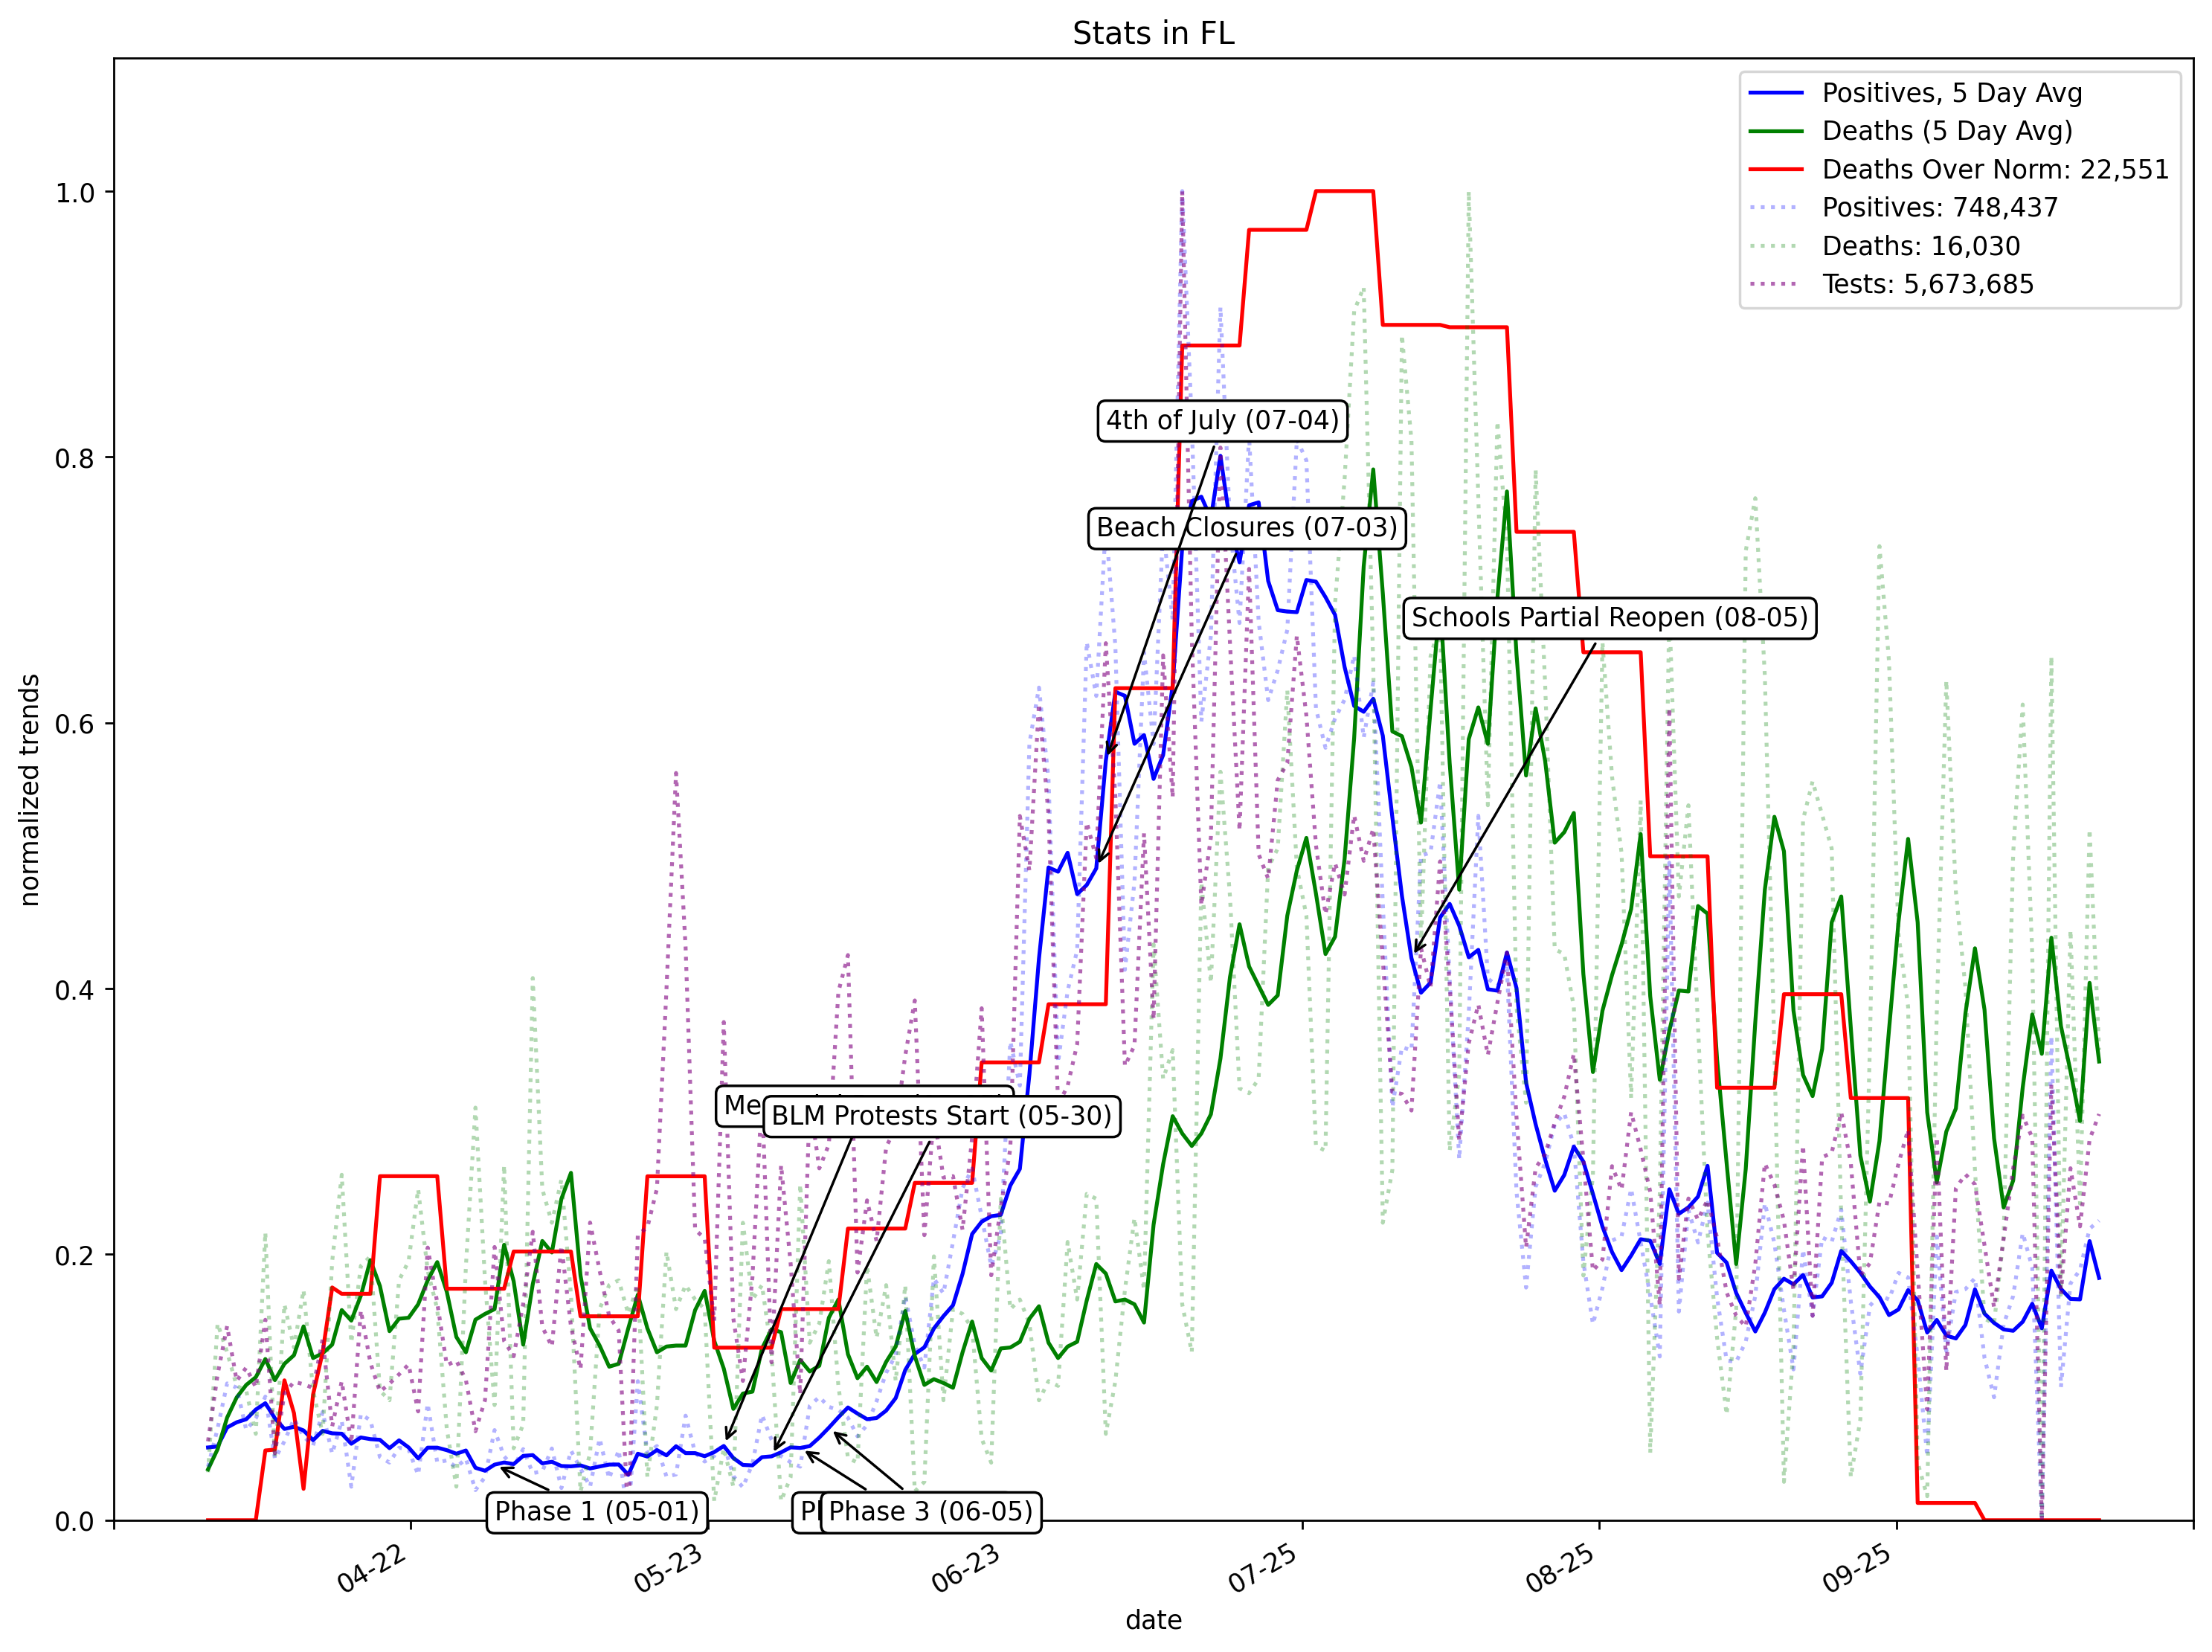 Stats in FL
Positives, 5 Day Avg
Deaths (5 Day Avg)
Deaths Over Norm: 22,551
Positives: 748,437
Deaths: 16,030
Tests: 5,673,685
1.0
0.8
0.6
0.4
0.2
0.0
normalized trends
4th of July (07-04)
Beach Closures (07-03)
Schools Partial Reopen (08-05)
BLM Protests Start (05-30)
Phase 1 (05-01)
Phase 3 (06-05)
04-22
05-23
06-23
07-25
08-25
09-25
date